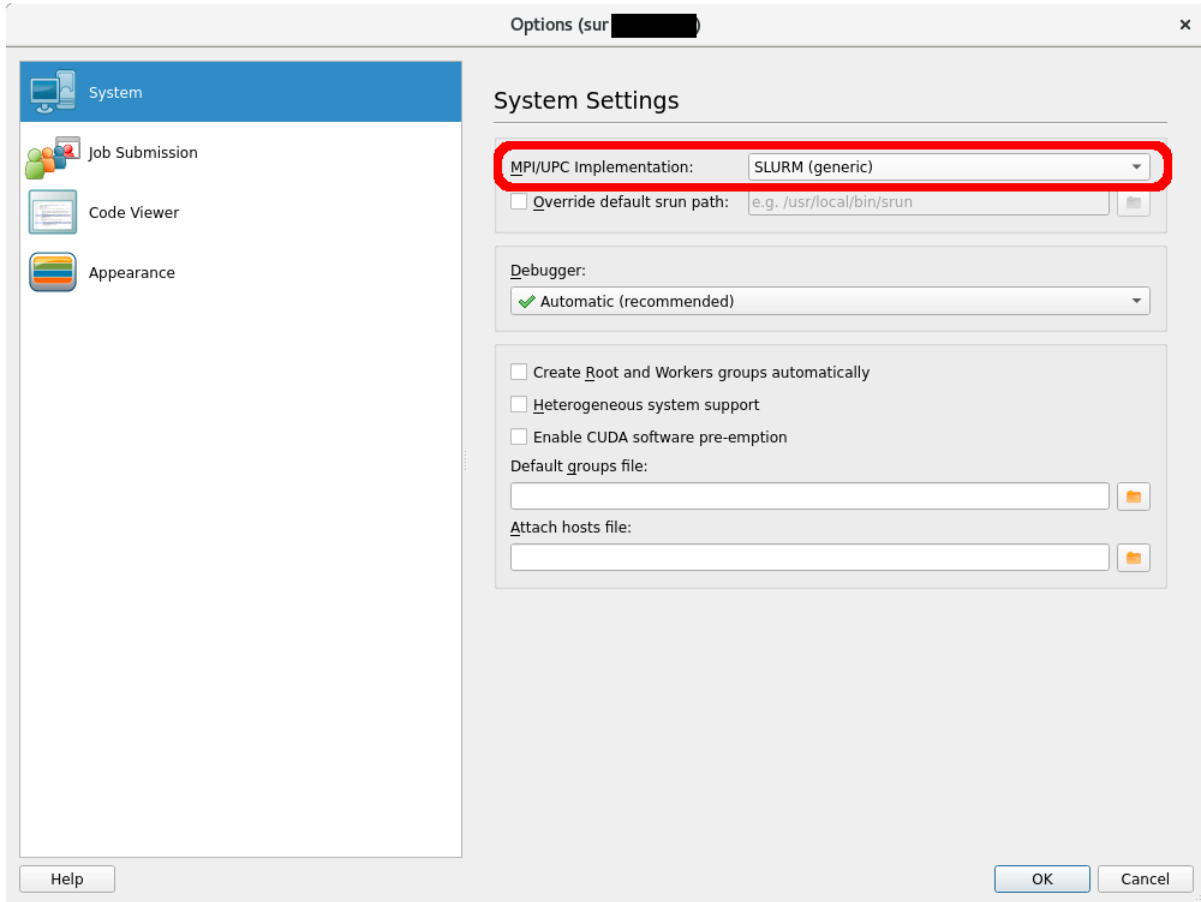 Options (sur )
System
Job Submission
Code Viewer
Appearance
System Settings
MPI/UPC Implementation: SLURM (generic)
Override default srun path: e.g. /usr/local/bin/srun
Debugger:
Automatic (recommended)
Create Root and Workers groups automatically
Heterogeneous system support
Enable CUDA software pre-emption
Default groups file:
Attach hosts file:
Help OK Cancel